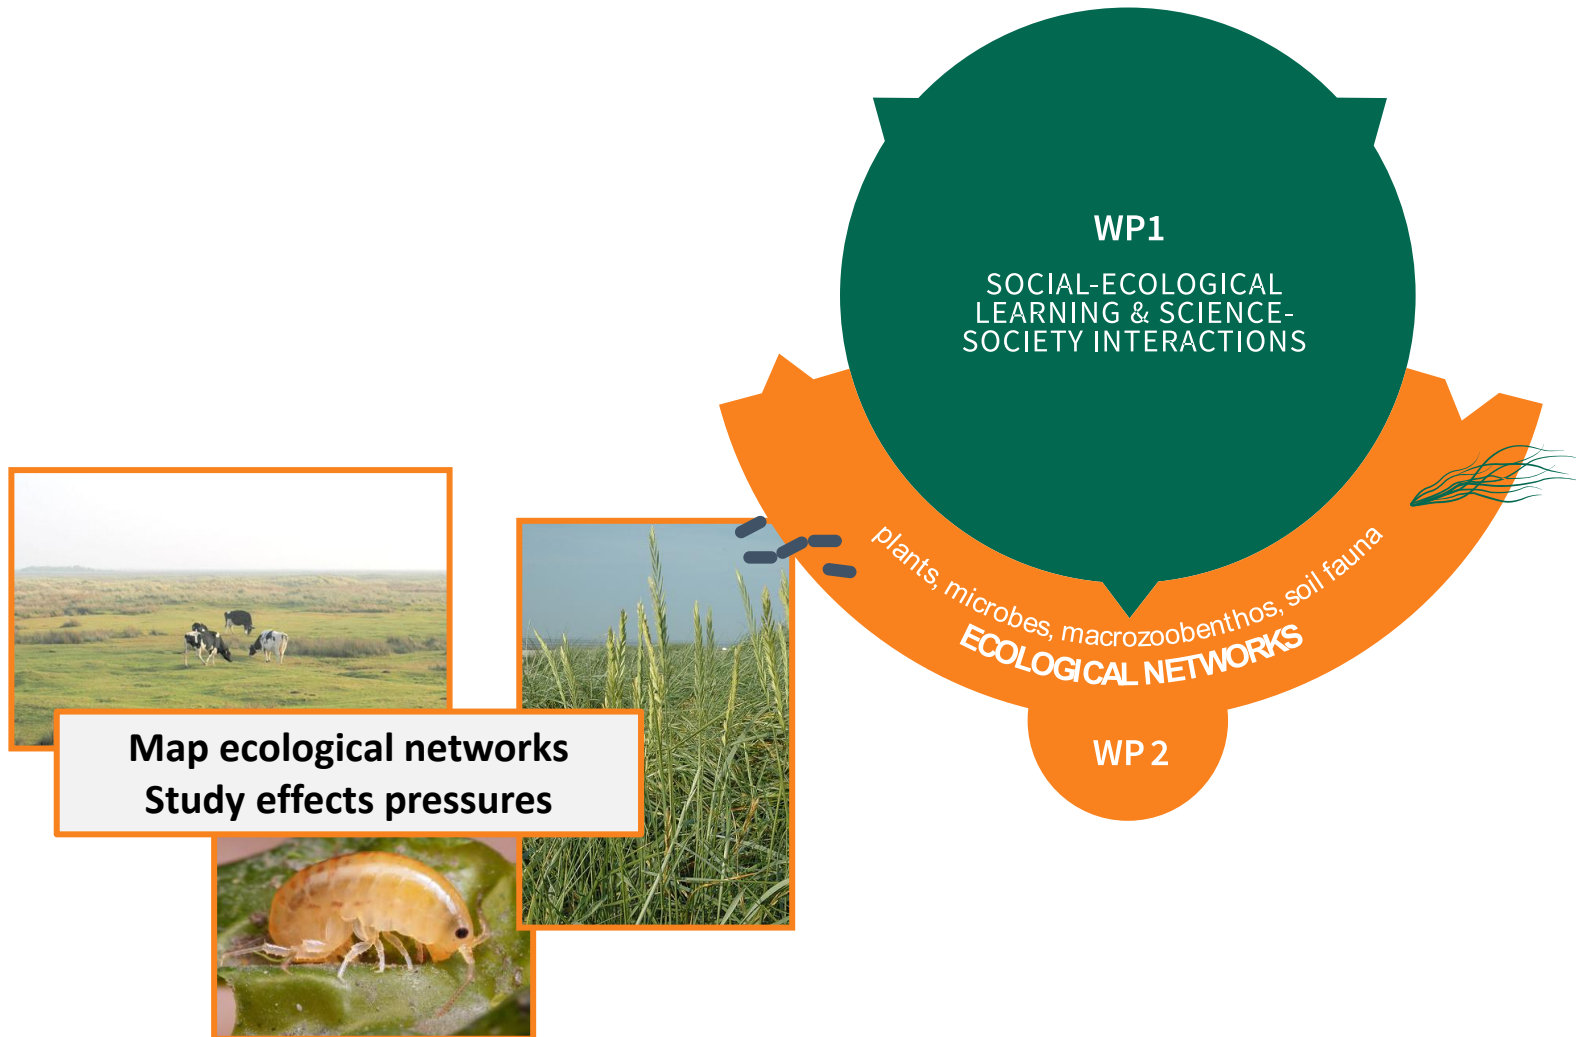 WP1
SOCIAL-ECOLOGICAL
LEARNING & SCIENCE-
SOCIETY INTERACTIONS
plants, microbes, macrozoobenthos, soil fauna
ECOLOGICAL NETWORKS
WP 2
Map ecological networks
Study effects pressures